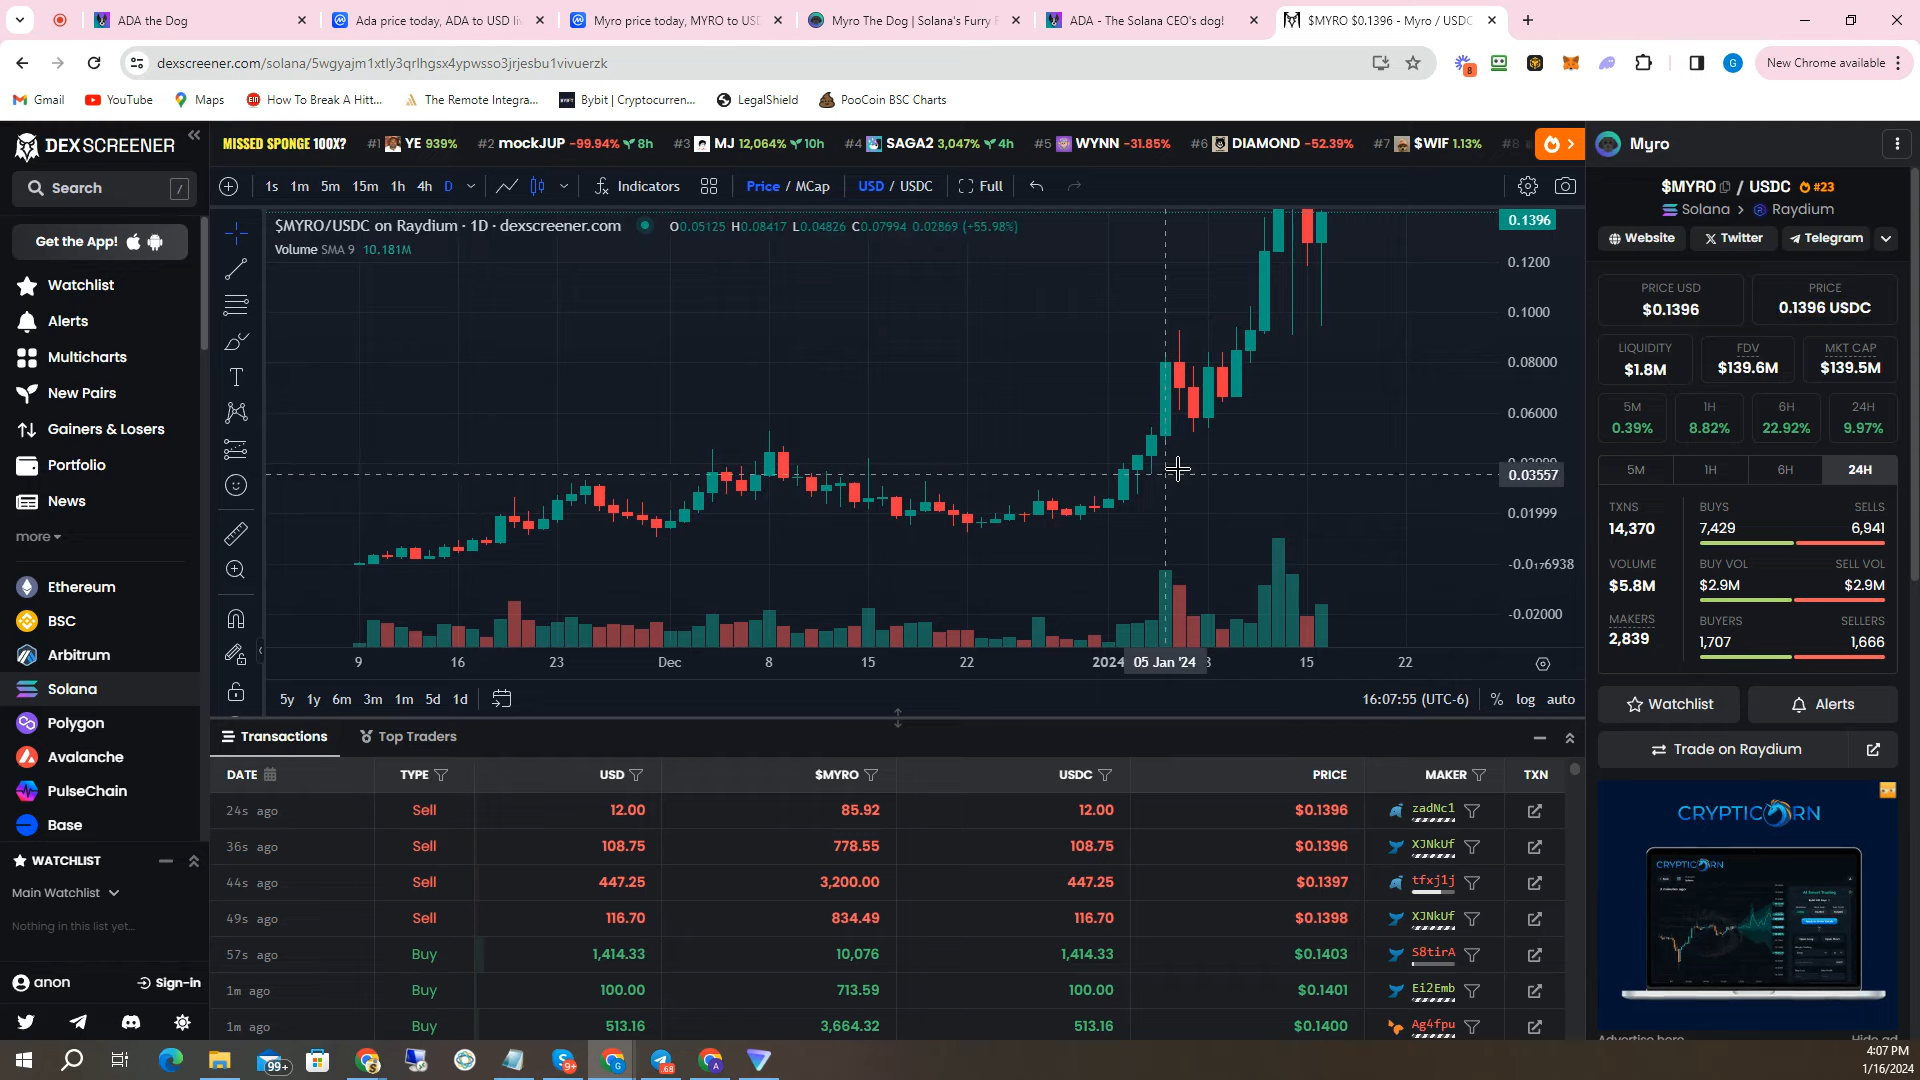 ADA the Dog
Ada price today, ADA to USD li
Myro price today, MYRO to USD
Myro The Dog | Solana's Furry F
ADA - The Solana CEO's dog!
$MYRO $0.1396 - Myro / USDC
dexscreener.com/solana/5wgyajm1xtly3qrlhgsx4ypwsso3jrjesbu1vivuerzk
8
G
New Chrome available
Gmail
YouTube
Maps
How To Break A Hitt...
The Remote Integra...
Bybit | Cryptocurren...
LegalShield
PooCoin BSC Charts
DEXSCREENER
MISSED SPONGE 100X?
#1 YE 939%
#2 mockJUP -99.94% 8h
#3 MJ 12,064% 10h
#4 SAGA2 3,047% 4h
#5 WYNN -31.85%
#6 DIAMOND -52.39%
#7 $WIF 1.13%
#8
Myro
Search /
Get the App!
Watchlist
Alerts
Multicharts
New Pairs
Gainers & Losers
Portfolio
News
more
Ethereum
BSC
Arbitrum
Solana
Polygon
Avalanche
PulseChain
Base
WATCHLIST
Main Watchlist
Nothing in this list yet...
anon
Sign-in
1s 1m 5m 15m 1h 4h D
Indicators
Price / MCap
USD / USDC
Full
$MYRO/USDC on Raydium · 1D · dexscreener.com
O0.05125 H0.08417 L0.04826 C0.07994 0.02869 (+55.98%)
Volume SMA 9 10.181M
0.1396
0.1200
0.1000
0.08000
0.06000
0.03557
0.01999
-0.0₁₇6938
-0.02000
9 16 23 Dec 8 15 22 2024 05 Jan '24 8 15 22
5y 1y 6m 3m 1m 5d 1d
16:07:55 (UTC-6) % log auto
Transactions
Top Traders
DATE TYPE USD $MYRO USDC PRICE MAKER TXN
24s ago Sell 12.00 85.92 12.00 $0.1396 zadNc1
36s ago Sell 108.75 778.55 108.75 $0.1396 XJNkUf
44s ago Sell 447.25 3,200.00 447.25 $0.1397 tfxj1j
49s ago Sell 116.70 834.49 116.70 $0.1398 XJNkUf
57s ago Buy 1,414.33 10,076 1,414.33 $0.1403 S8tirA
1m ago Buy 100.00 713.59 100.00 $0.1401 Ei2Emb
1m ago Buy 513.16 3,664.32 513.16 $0.1400 Ag4fpu
$MYRO / USDC #23
Solana > Raydium
Website
Twitter
Telegram
PRICE USD
$0.1396
PRICE
0.1396 USDC
LIQUIDITY
$1.8M
FDV
$139.6M
MKT CAP
$139.5M
5M
0.39%
1H
8.82%
6H
22.92%
24H
9.97%
5M 1H 6H 24H
TXNS
14,370
BUYS
7,429
SELLS
6,941
VOLUME
$5.8M
BUY VOL
$2.9M
SELL VOL
$2.9M
MAKERS
2,839
BUYERS
1,707
SELLERS
1,666
Watchlist
Alerts
Trade on Raydium
CRYPTICORN
CRYPTICORN
Advertise here
Hide ad
99+
9+
68
4:07 PM
1/16/2024